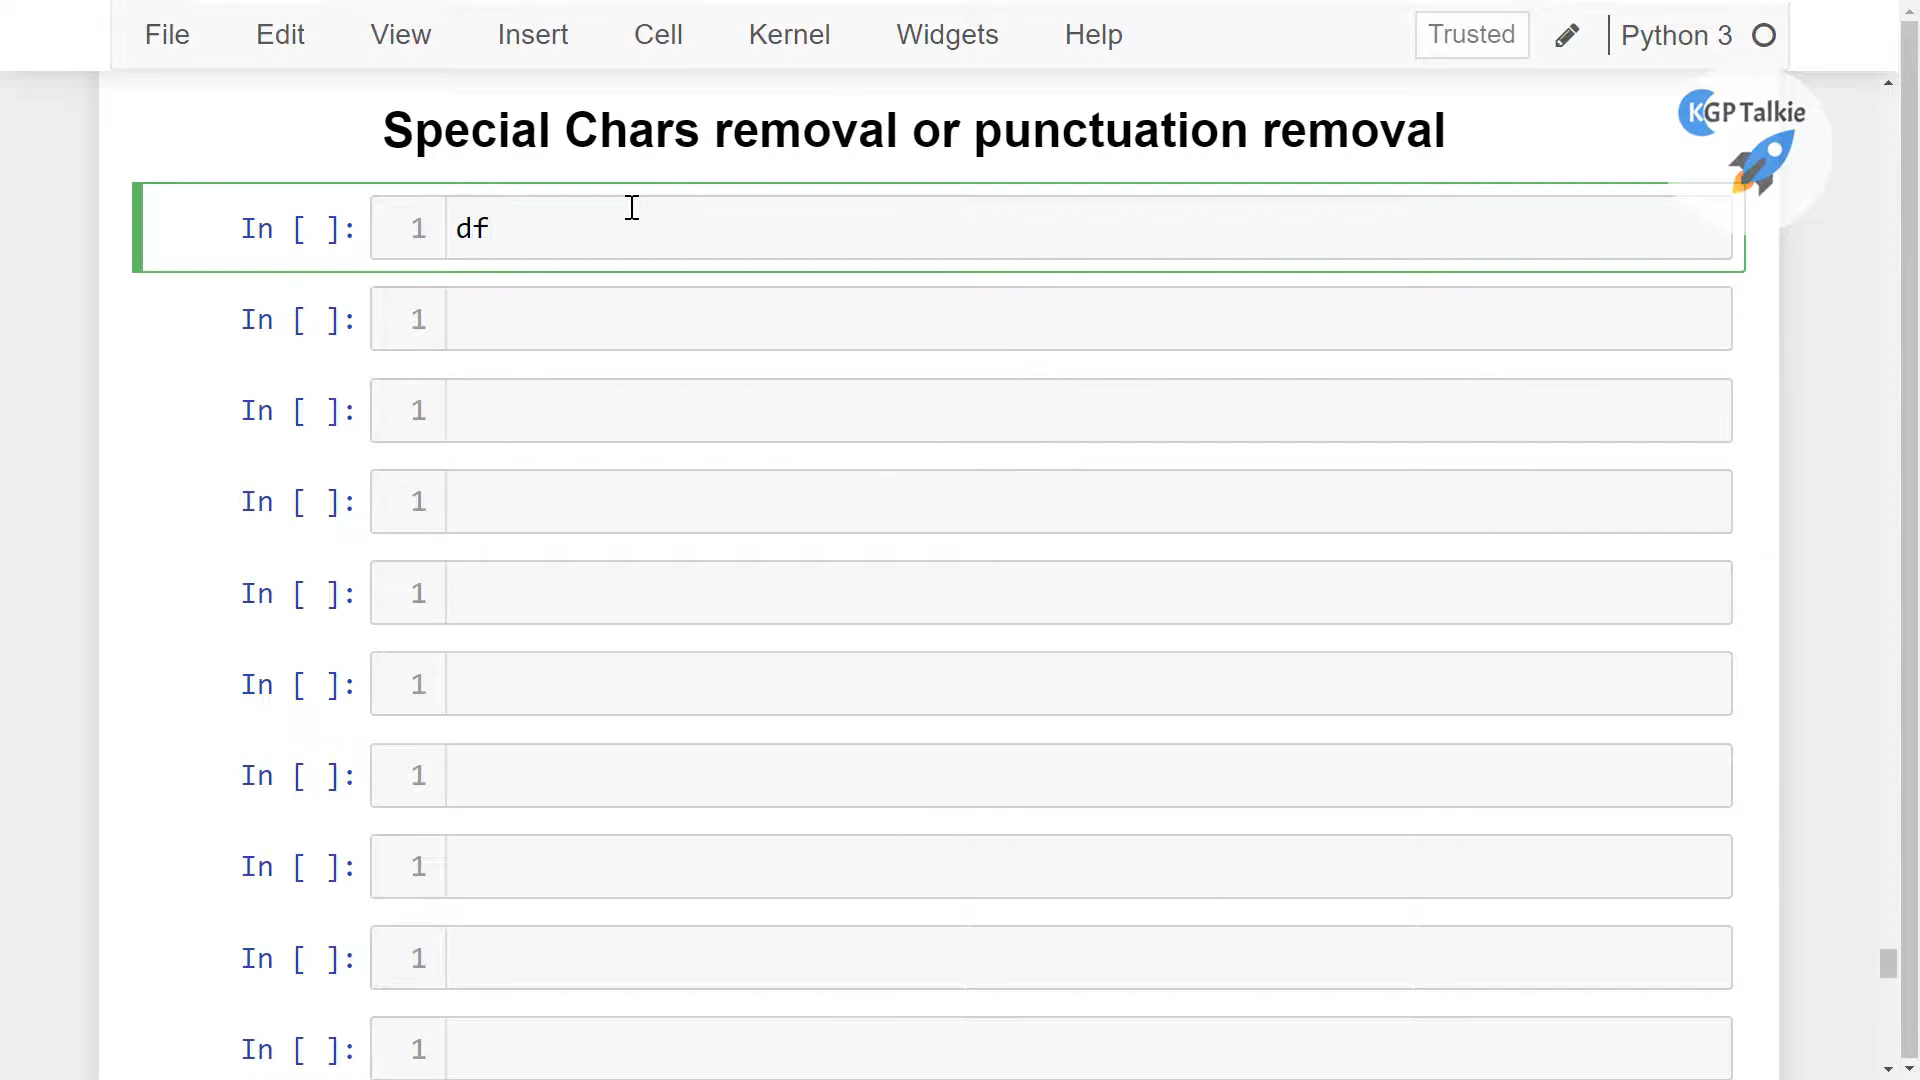 File Edit View Insert Cell Kernel Widgets Help Trusted Python 3
KGP Talkie
Special Chars removal or punctuation removal
In [ ]: 1 df
In [ ]: 1
In [ ]: 1
In [ ]: 1
In [ ]: 1
In [ ]: 1
In [ ]: 1
In [ ]: 1
In [ ]: 1
In [ ]: 1